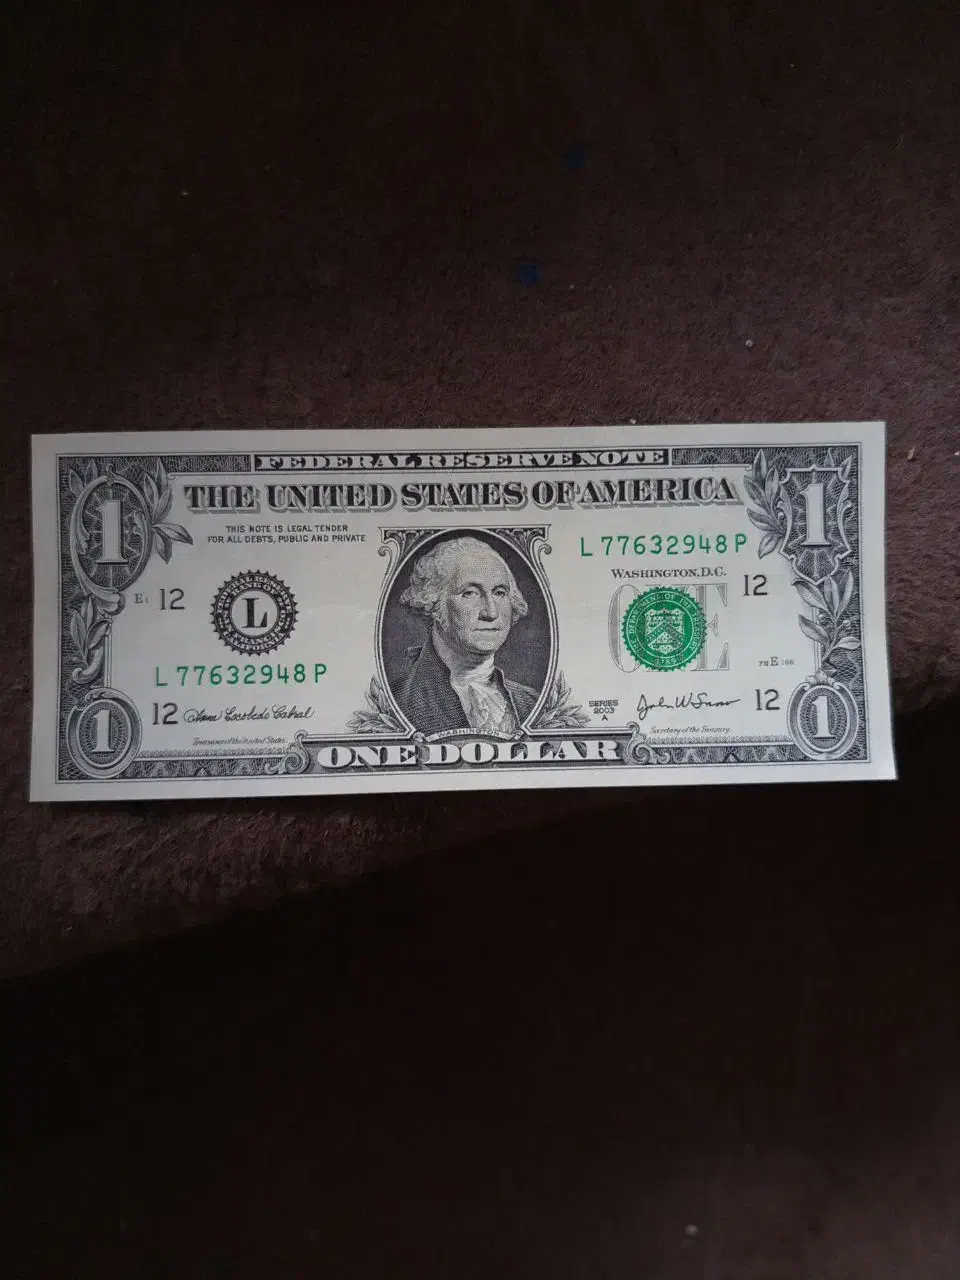 FEDERAL RESERVE NOTE
THE UNITED STATES OF AMERICA
1
1
THIS NOTE IS LEGAL TENDER
FOR ALL DEBTS, PUBLIC AND PRIVATE
L 77632948 P
WASHINGTON, D.C.
12
12
L
L 77632948 P
12
12
SERIES
2003
A
Treasurer of the United States.
Secretary of the Treasury.
WASHINGTON
1
1
ONE DOLLAR